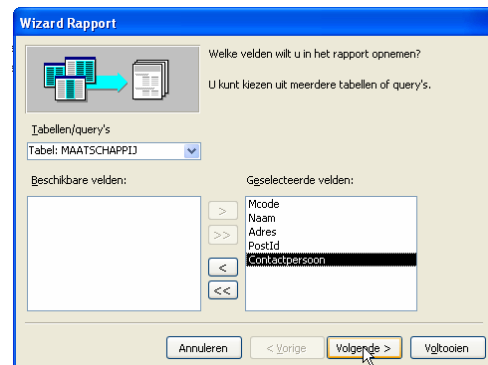 Wizard Rapport
Welke velden wilt u in het rapport opnemen?
U kunt kiezen uit meerdere tabellen of query's.
Tabellen/query's
Tabel: MAATSCHAPPIJ
Beschikbare velden:
Geselecteerde velden:
>
>>
<
<<
Mcode
Naam
Adres
PostId
Contactpersoon
Annuleren
< Vorige
Volgende >
Voltooien